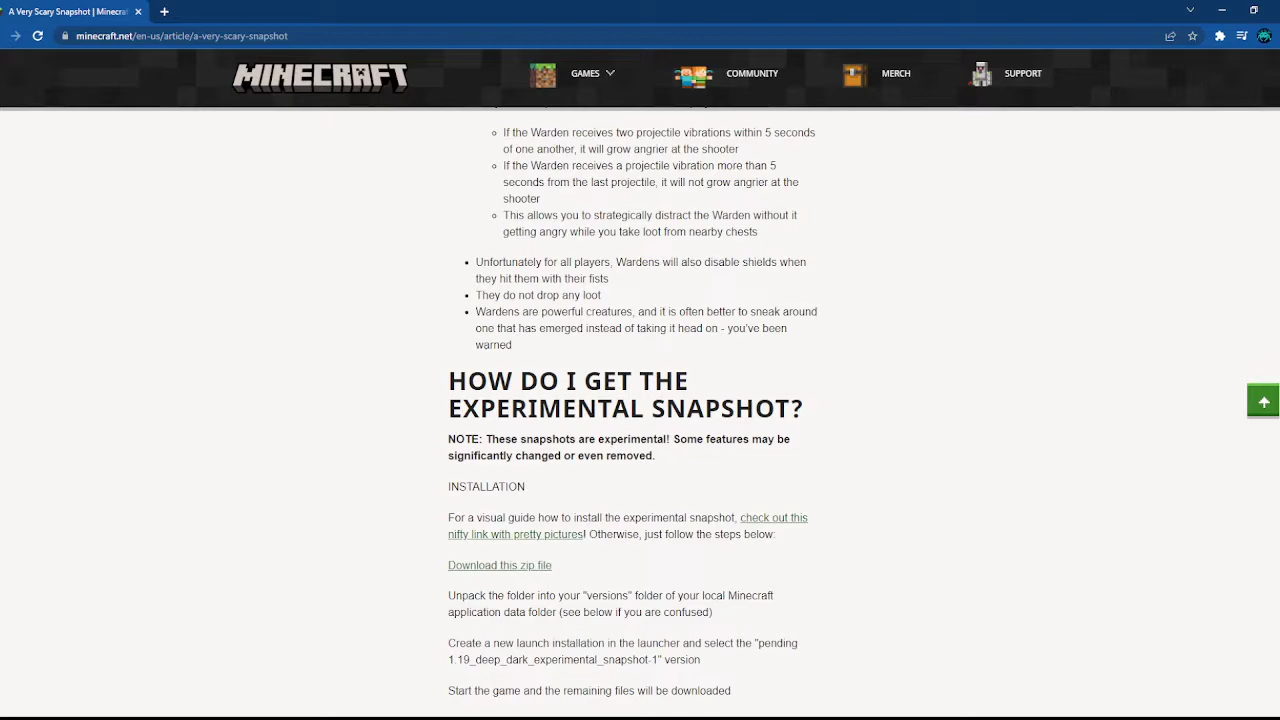 A Very Scary Snapshot | Minecraf
minecraft.net/en-us/article/a-very-scary-snapshot
MINECRAFT
GAMES
COMMUNITY
MERCH
SUPPORT
If the Warden receives two projectile vibrations within 5 seconds
of one another, it will grow angrier at the shooter
If the Warden receives a projectile vibration more than 5
seconds from the last projectile, it will not grow angrier at the
shooter
This allows you to strategically distract the Warden without it
getting angry while you take loot from nearby chests
Unfortunately for all players, Wardens will also disable shields when
they hit them with their fists
They do not drop any loot
Wardens are powerful creatures, and it is often better to sneak around
one that has emerged instead of taking it head on - you've been
warned
HOW DO I GET THE
EXPERIMENTAL SNAPSHOT?
NOTE: These snapshots are experimental! Some features may be
significantly changed or even removed.
INSTALLATION
For a visual guide how to install the experimental snapshot, check out this
nifty link with pretty pictures! Otherwise, just follow the steps below:
Download this zip file
Unpack the folder into your "versions" folder of your local Minecraft
application data folder (see below if you are confused)
Create a new launch installation in the launcher and select the "pending
1.19_deep_dark_experimental_snapshot-1" version
Start the game and the remaining files will be downloaded